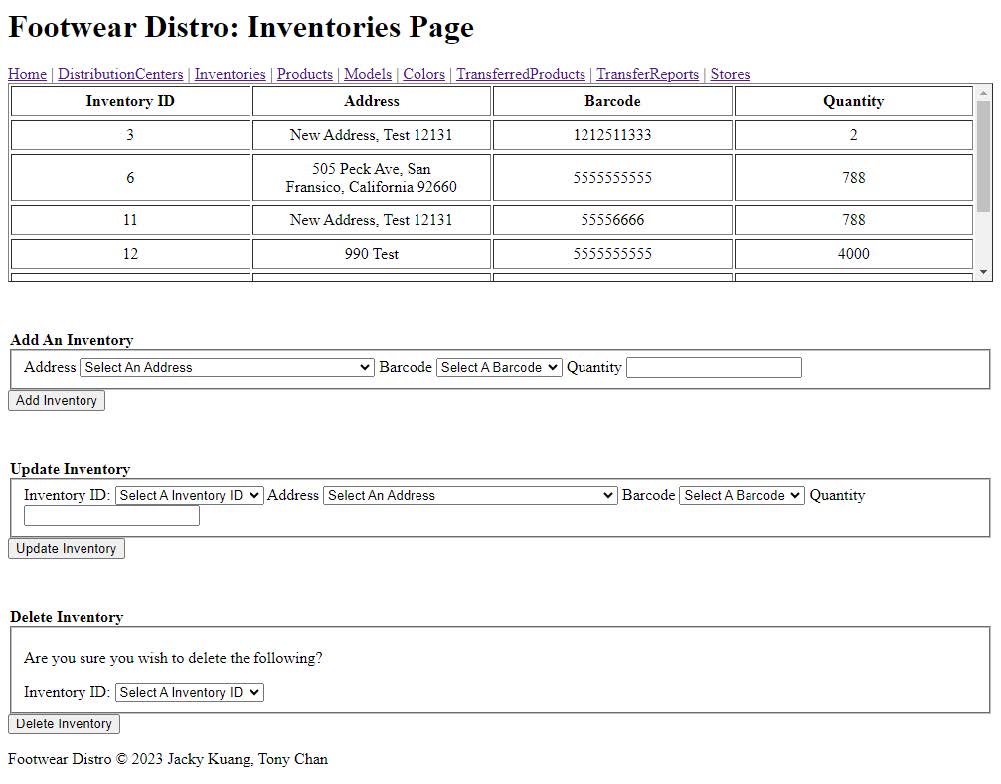 Footwear Distro: Inventories Page
Home | DistributionCenters | Inventories | Products | Models | Colors | TransferredProducts | TransferReports | Stores
Inventory ID Address Barcode Quantity
3 New Address, Test 12131 1212511333 2
6 505 Peck Ave, San Fransico, California 92660 5555555555 788
11 New Address, Test 12131 55556666 788
12 990 Test 5555555555 4000
Add An Inventory
Address Select An Address Barcode Select A Barcode Quantity
Add Inventory
Update Inventory
Inventory ID: Select A Inventory ID Address Select An Address Barcode Select A Barcode Quantity
Update Inventory
Delete Inventory
Are you sure you wish to delete the following?
Inventory ID: Select A Inventory ID
Delete Inventory
Footwear Distro © 2023 Jacky Kuang, Tony Chan